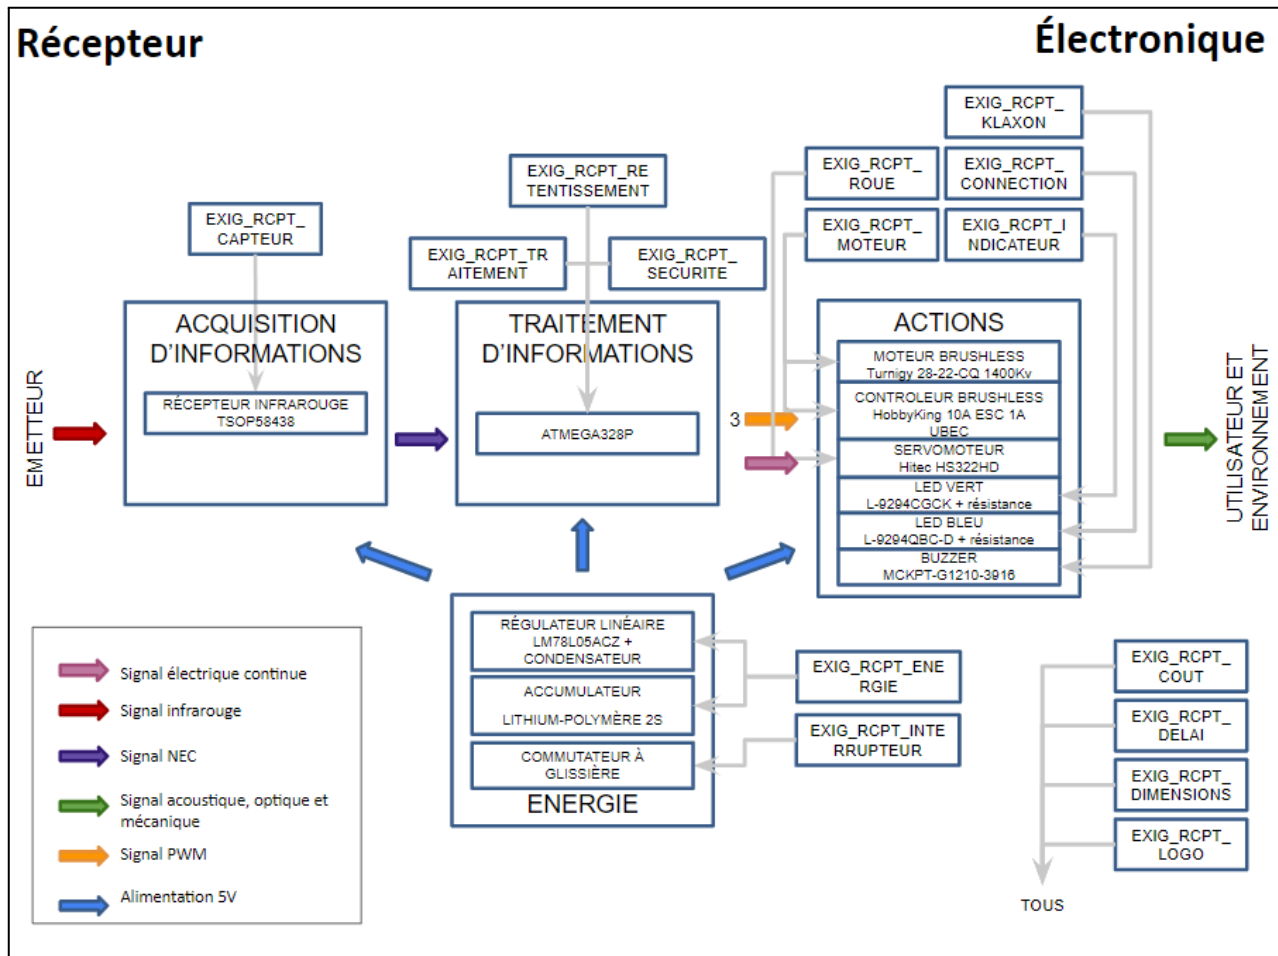 Récepteur
Électronique
EXIG_RCPT_
KLAXON
EXIG_RCPT_RE
TENTISSEMENT
EXIG_RCPT_
ROUE
EXIG_RCPT_
CONNECTION
EXIG_RCPT_
CAPTEUR
EXIG_RCPT_TR
AITEMENT
EXIG_RCPT_
SECURITE
EXIG_RCPT_
MOTEUR
EXIG_RCPT_I
NDICATEUR
EMETTEUR
ACQUISITION
D'INFORMATIONS
RÉCEPTEUR INFRAROUGE
TSOP58438
TRAITEMENT
D'INFORMATIONS
ATMEGA328P
3
ACTIONS
MOTEUR BRUSHLESS
Turnigy 28-22-CQ 1400Kv
CONTROLEUR BRUSHLESS
HobbyKing 10A ESC 1A
UBEC
SERVOMOTEUR
Hitec HS322HD
LED VERT
L-9294CGCK + résistance
LED BLEU
L-9294QBC-D + résistance
BUZZER
MCKPT-G1210-3916
UTILISATEUR ET
ENVIRONNEMENT
RÉGULATEUR LINÉAIRE
LM78L05ACZ +
CONDENSATEUR
ACCUMULATEUR
LITHIUM-POLYMÈRE 2S
COMMUTATEUR À
GLISSIÈRE
ENERGIE
EXIG_RCPT_ENE
RGIE
EXIG_RCPT_INTE
RRUPTEUR
EXIG_RCPT_
COUT
EXIG_RCPT_
DELAI
EXIG_RCPT_
DIMENSIONS
EXIG_RCPT_
LOGO
TOUS
Signal électrique continue
Signal infrarouge
Signal NEC
Signal acoustique, optique et
mécanique
Signal PWM
Alimentation 5V